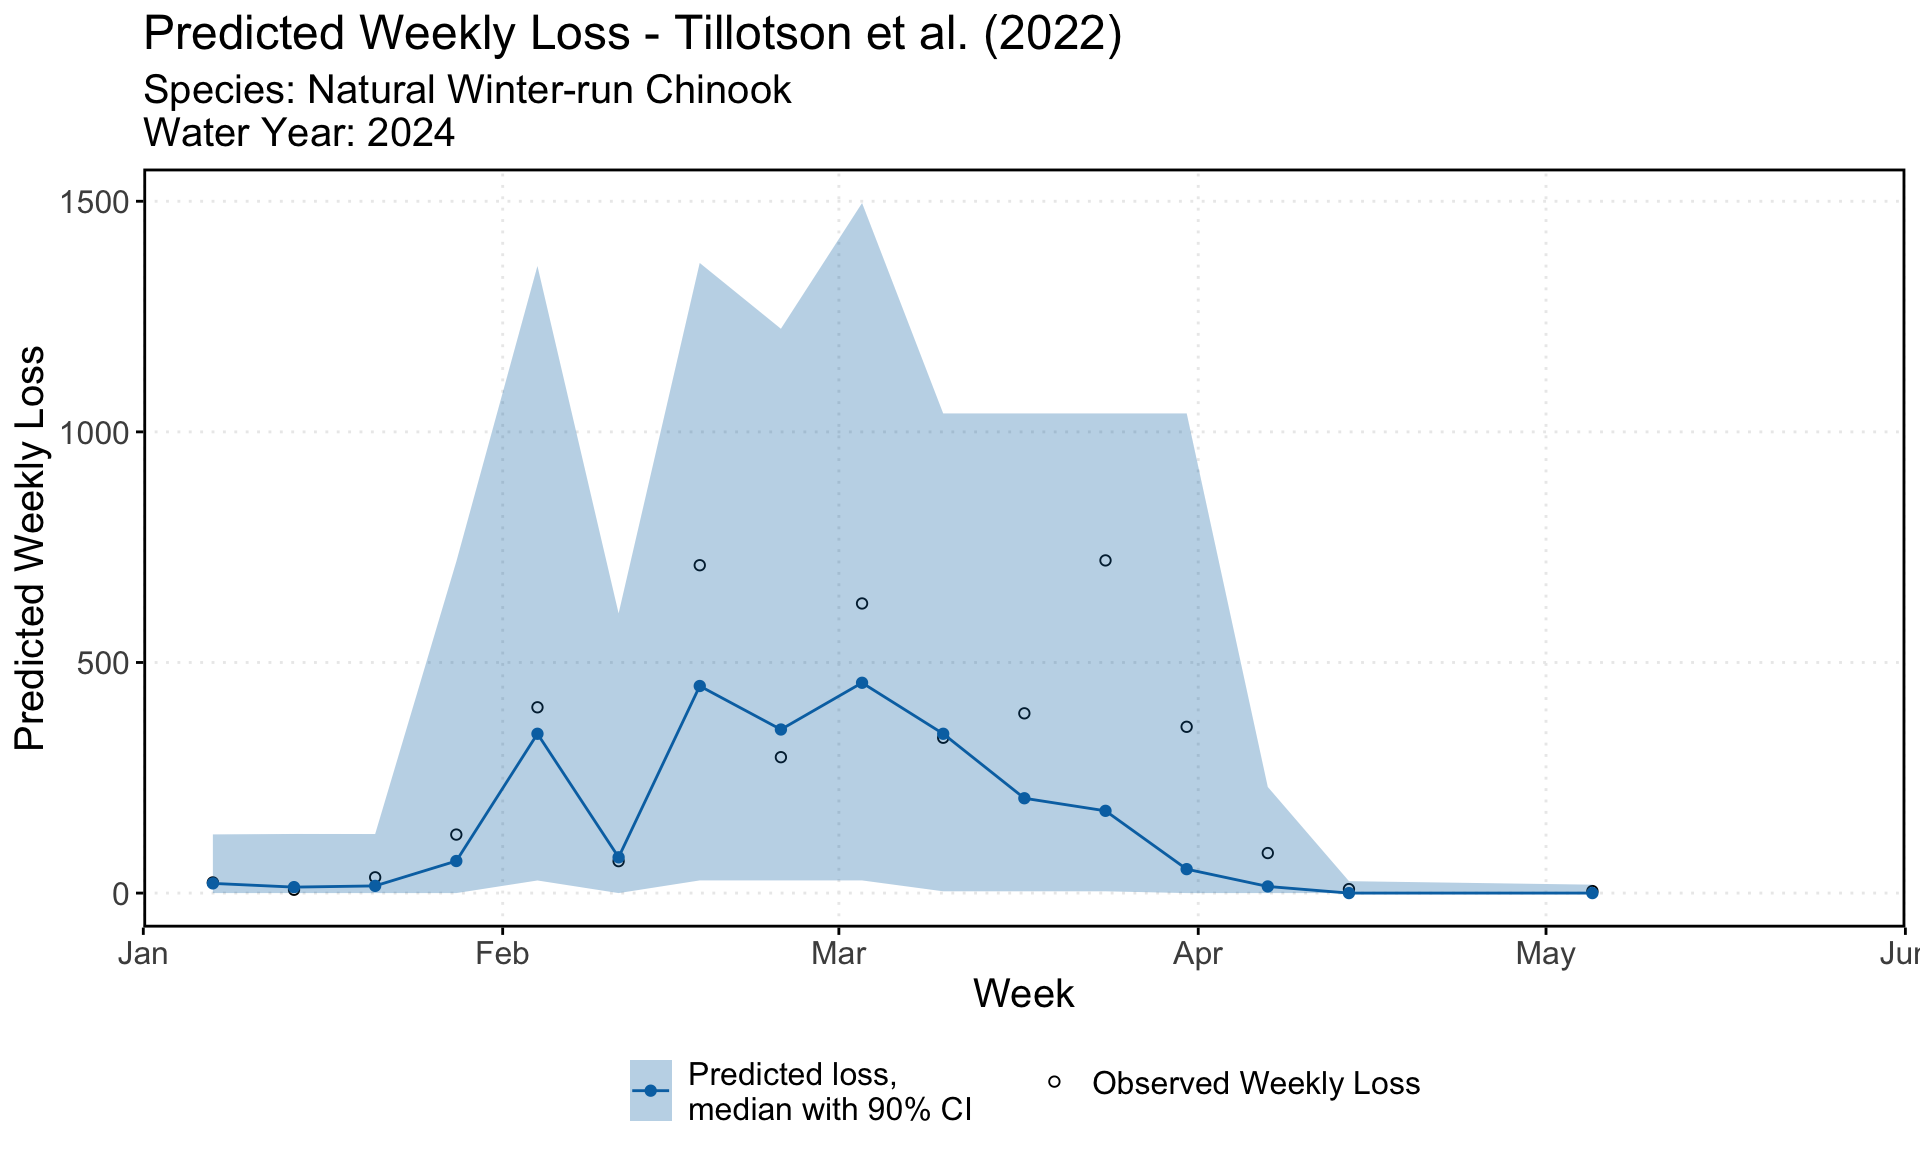 Predicted Weekly Loss - Tillotson et al. (2022)
Species: Natural Winter-run Chinook
Water Year: 2024
Predicted Weekly Loss
1500
1000
500
0
Jan Feb Mar Apr May Jun
Week
Predicted loss,
median with 90% CI
Observed Weekly Loss